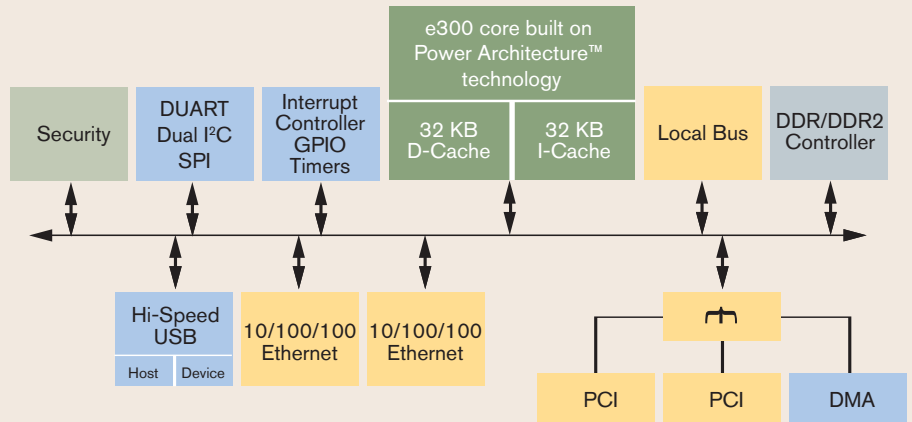 e300 core built on
Power Architecture™
technology
Security
DUART
Dual I²C
SPI
Interrupt
Controller
GPIO
Timers
32 KB
D-Cache
32 KB
I-Cache
Local Bus
DDR/DDR2
Controller
Hi-Speed
USB
Host
Device
10/100/100
Ethernet
10/100/100
Ethernet
PCI
PCI
DMA